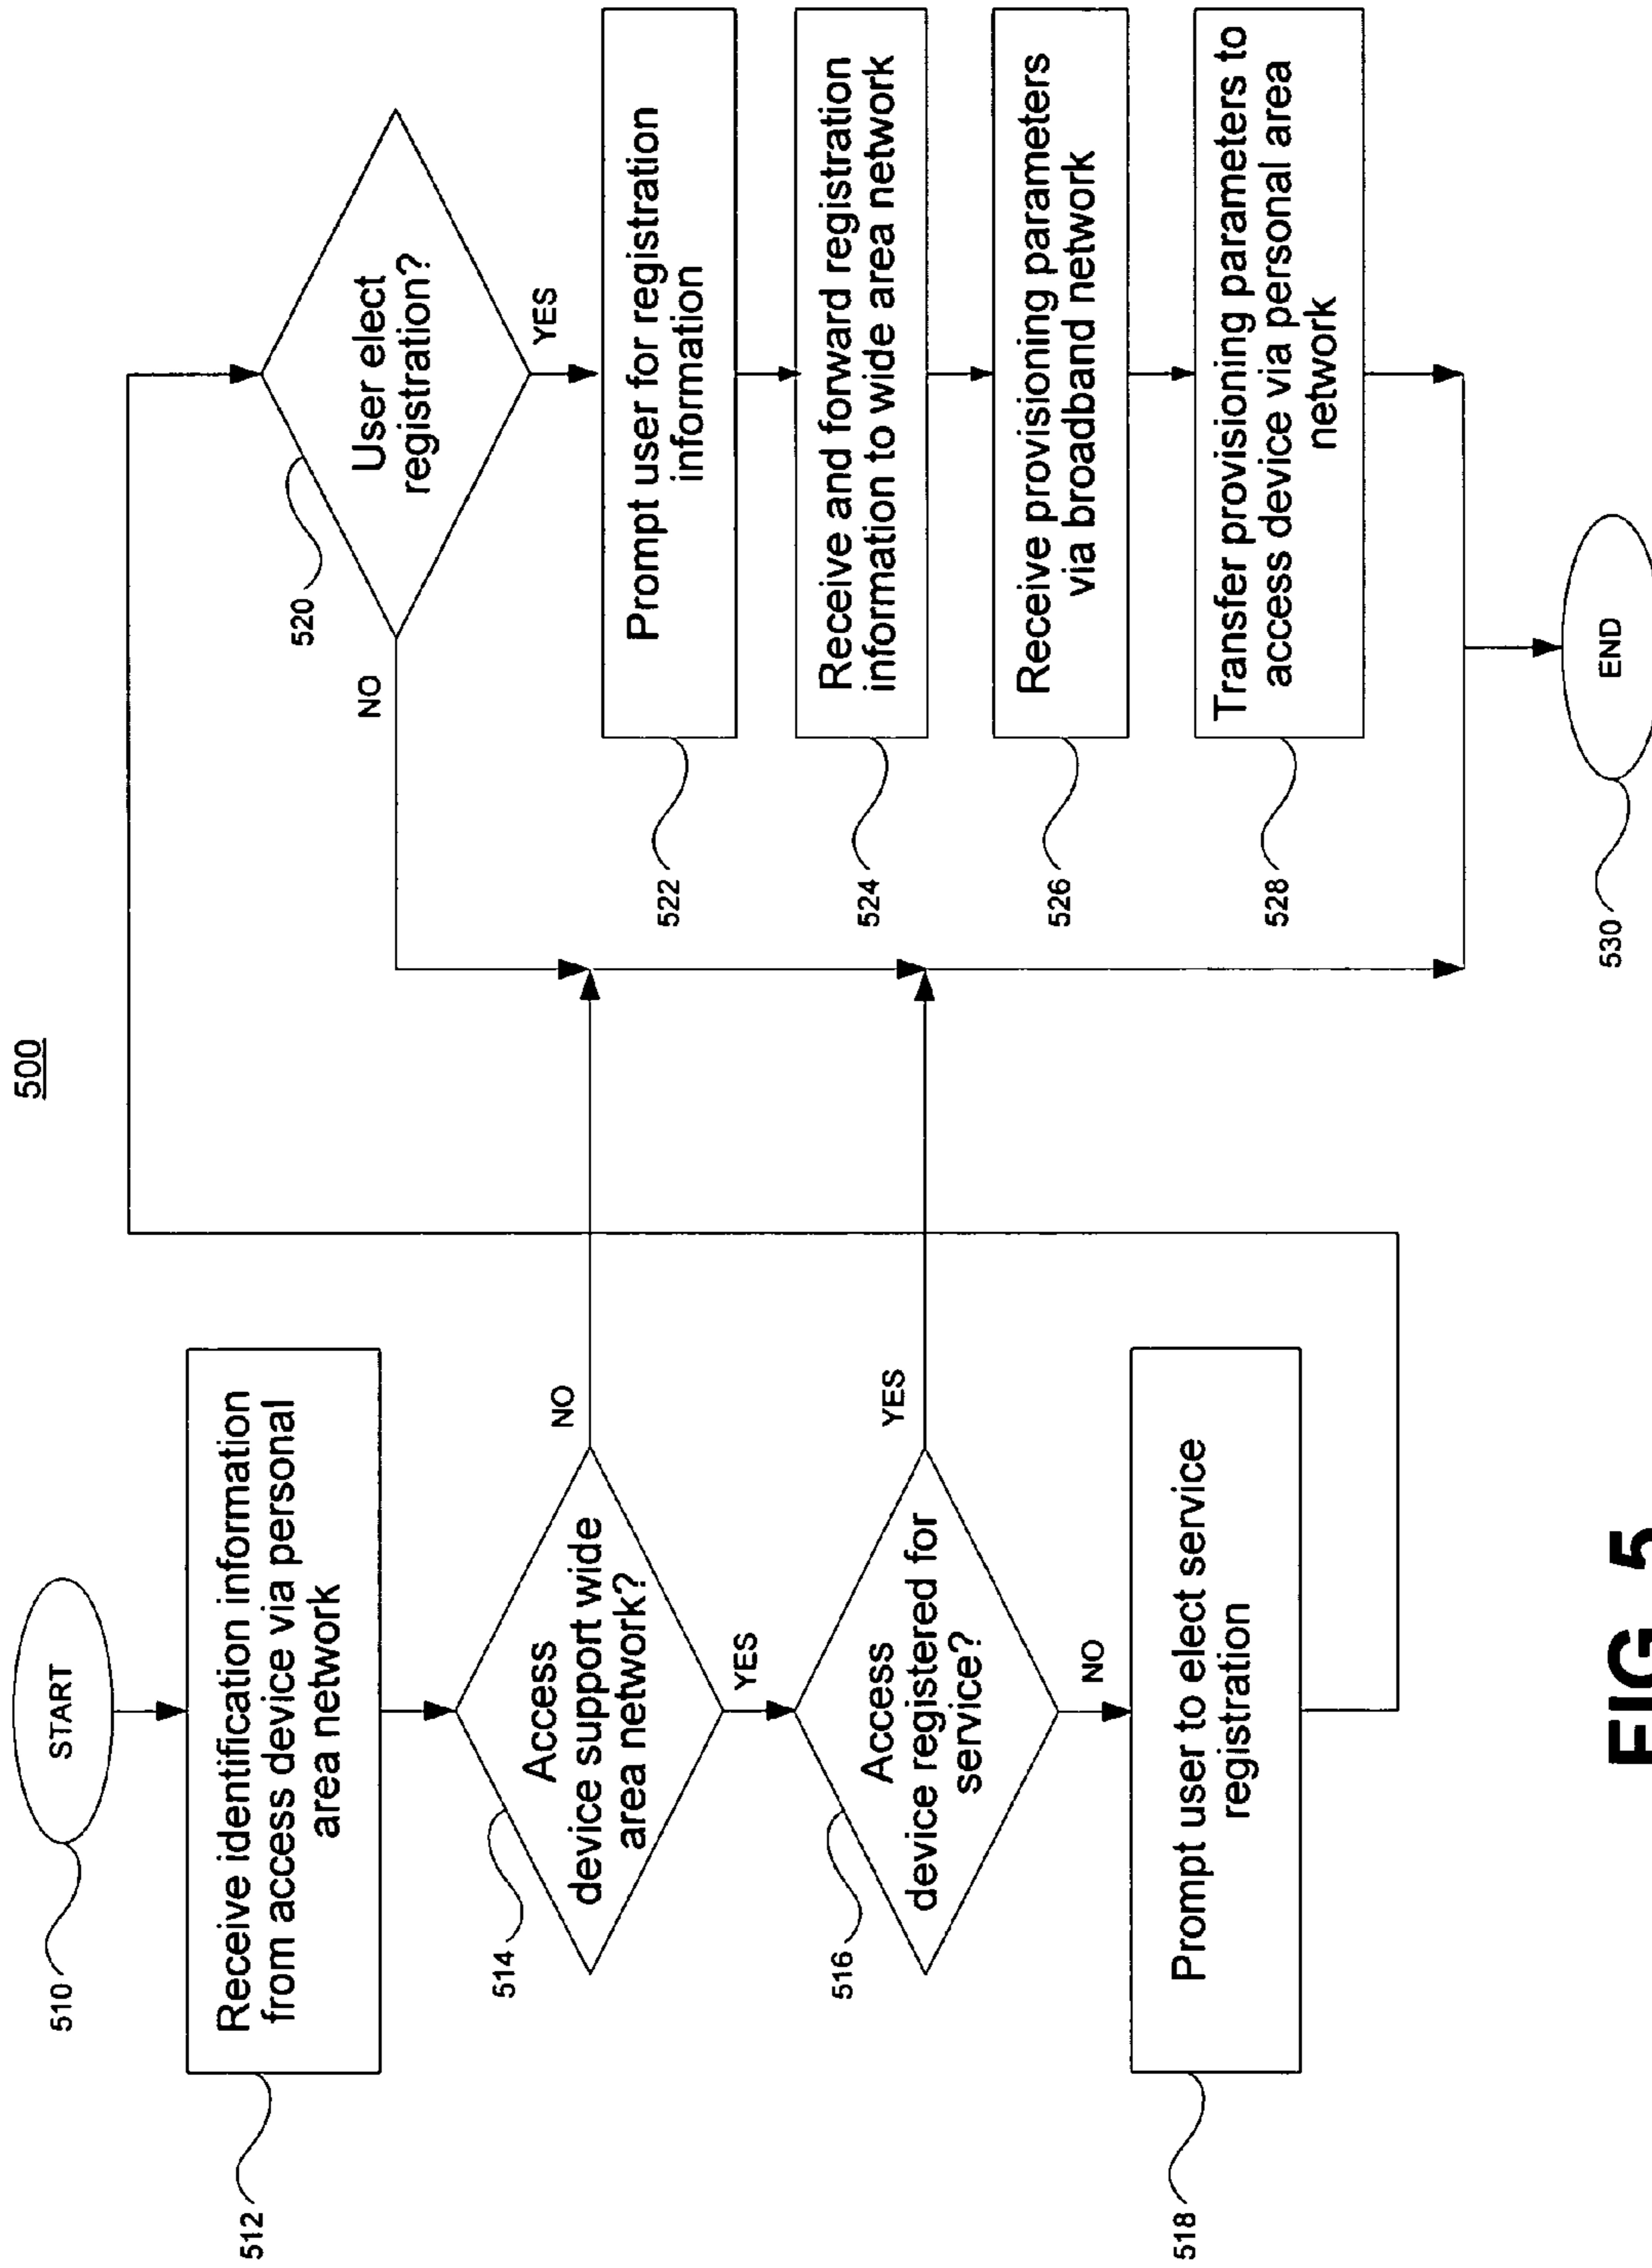 500
START
510
Receive identification information
from access device via personal
area network
512
Access
device support wide
area network?
514
NO
YES
Access
device registered for
service?
516
YES
NO
Prompt user to elect service
registration
518
User elect
registration?
520
NO
YES
Prompt user for registration
information
522
Receive and forward registration
information to wide area network
524
Receive provisioning parameters
via broadband network
526
Transfer provisioning parameters to
access device via personal area
network
528
END
530
FIG 5